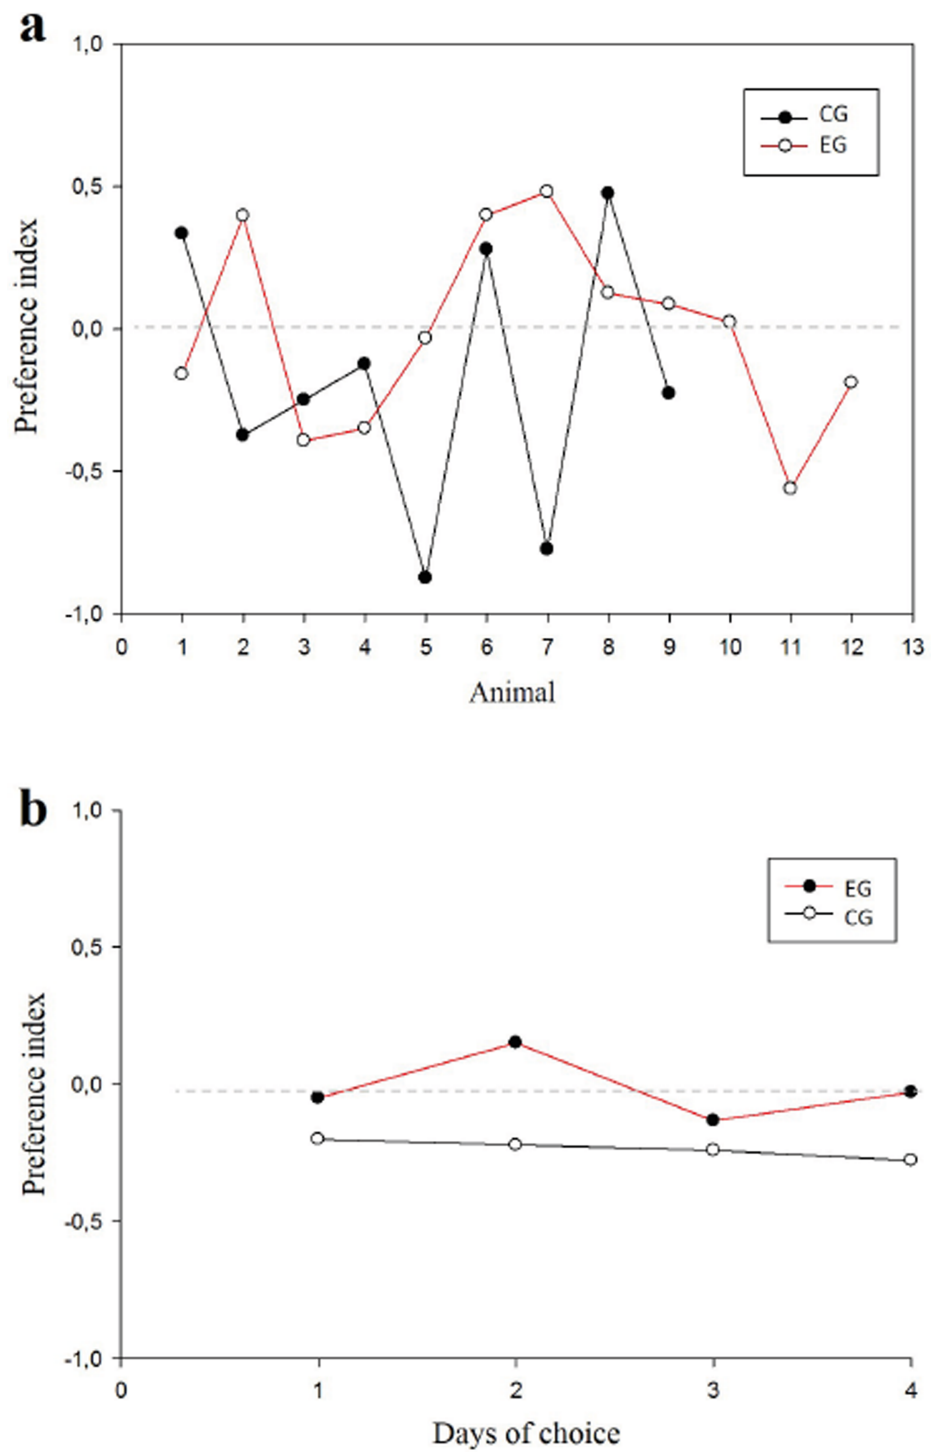 a
1,0
CG
EG
0,5
0,0
-0,5
-1,0
Preference index
0 1 2 3 4 5 6 7 8 9 10 11 12 13
Animal
b
1,0
EG
CG
0,5
0,0
-0,5
-1,0
Preference index
0 1 2 3 4
Days of choice